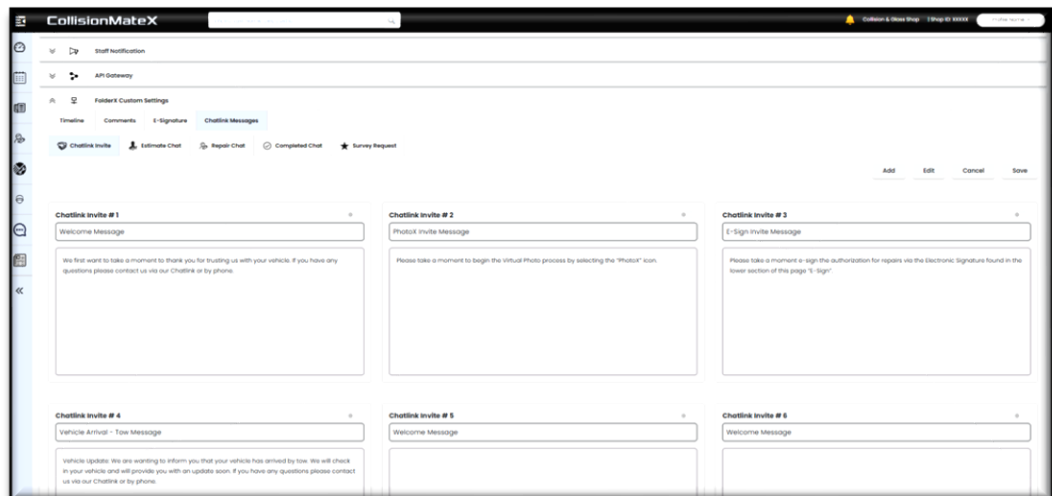 CollisionMateX
Collision & Glass Shop
Shop ID XXXXX
Staff Notification
API Gateway
FolderX Custom Settings
Timeline
Comments
E-Signature
Chatlink Messages
Chatlink Invite
Estimate Chat
Repair Chat
Completed Chat
Survey Request
Add
Edit
Cancel
Save
Chatlink Invite # 1
Chatlink Invite # 2
Chatlink Invite # 3
Welcome Message
PhotoX Invite Message
E-Sign Invite Message
We first want to take a moment to thank you for trusting us with your vehicle. If you have any
questions please contact us via our Chatlink or by phone.
Please take a moment to begin the Virtual Photo process by selecting the "PhotoX" icon.
Please take a moment e-sign the authorization for repairs via the Electronic Signature found in the
lower section of this page "E-Sign".
Chatlink Invite # 4
Chatlink Invite # 5
Chatlink Invite # 6
Vehicle Arrival - Tow Message
Welcome Message
Welcome Message
Vehicle Update: We are wanting to inform you that your vehicle has arrived by tow. We will check
in your vehicle and will provide you with an update soon. If you have any questions please contact
us via our Chatlink or by phone.